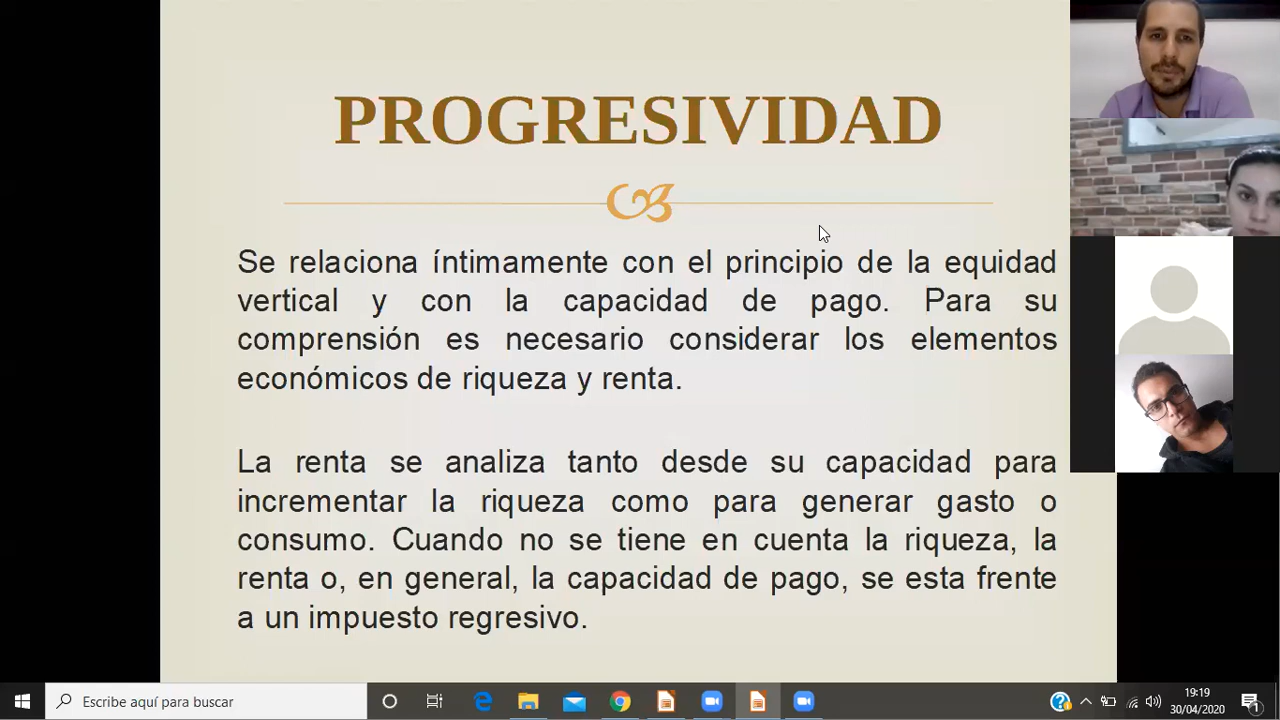 PROGRESIVIDAD
Se relaciona íntimamente con el principio de la equidad
vertical y con la capacidad de pago. Para su
comprensión es necesario considerar los elementos
económicos de riqueza y renta.
La renta se analiza tanto desde su capacidad para
incrementar la riqueza como para generar gasto o
consumo. Cuando no se tiene en cuenta la riqueza, la
renta o, en general, la capacidad de pago, se esta frente
a un impuesto regresivo.
Escribe aquí para buscar
19:19
30/04/2020
1